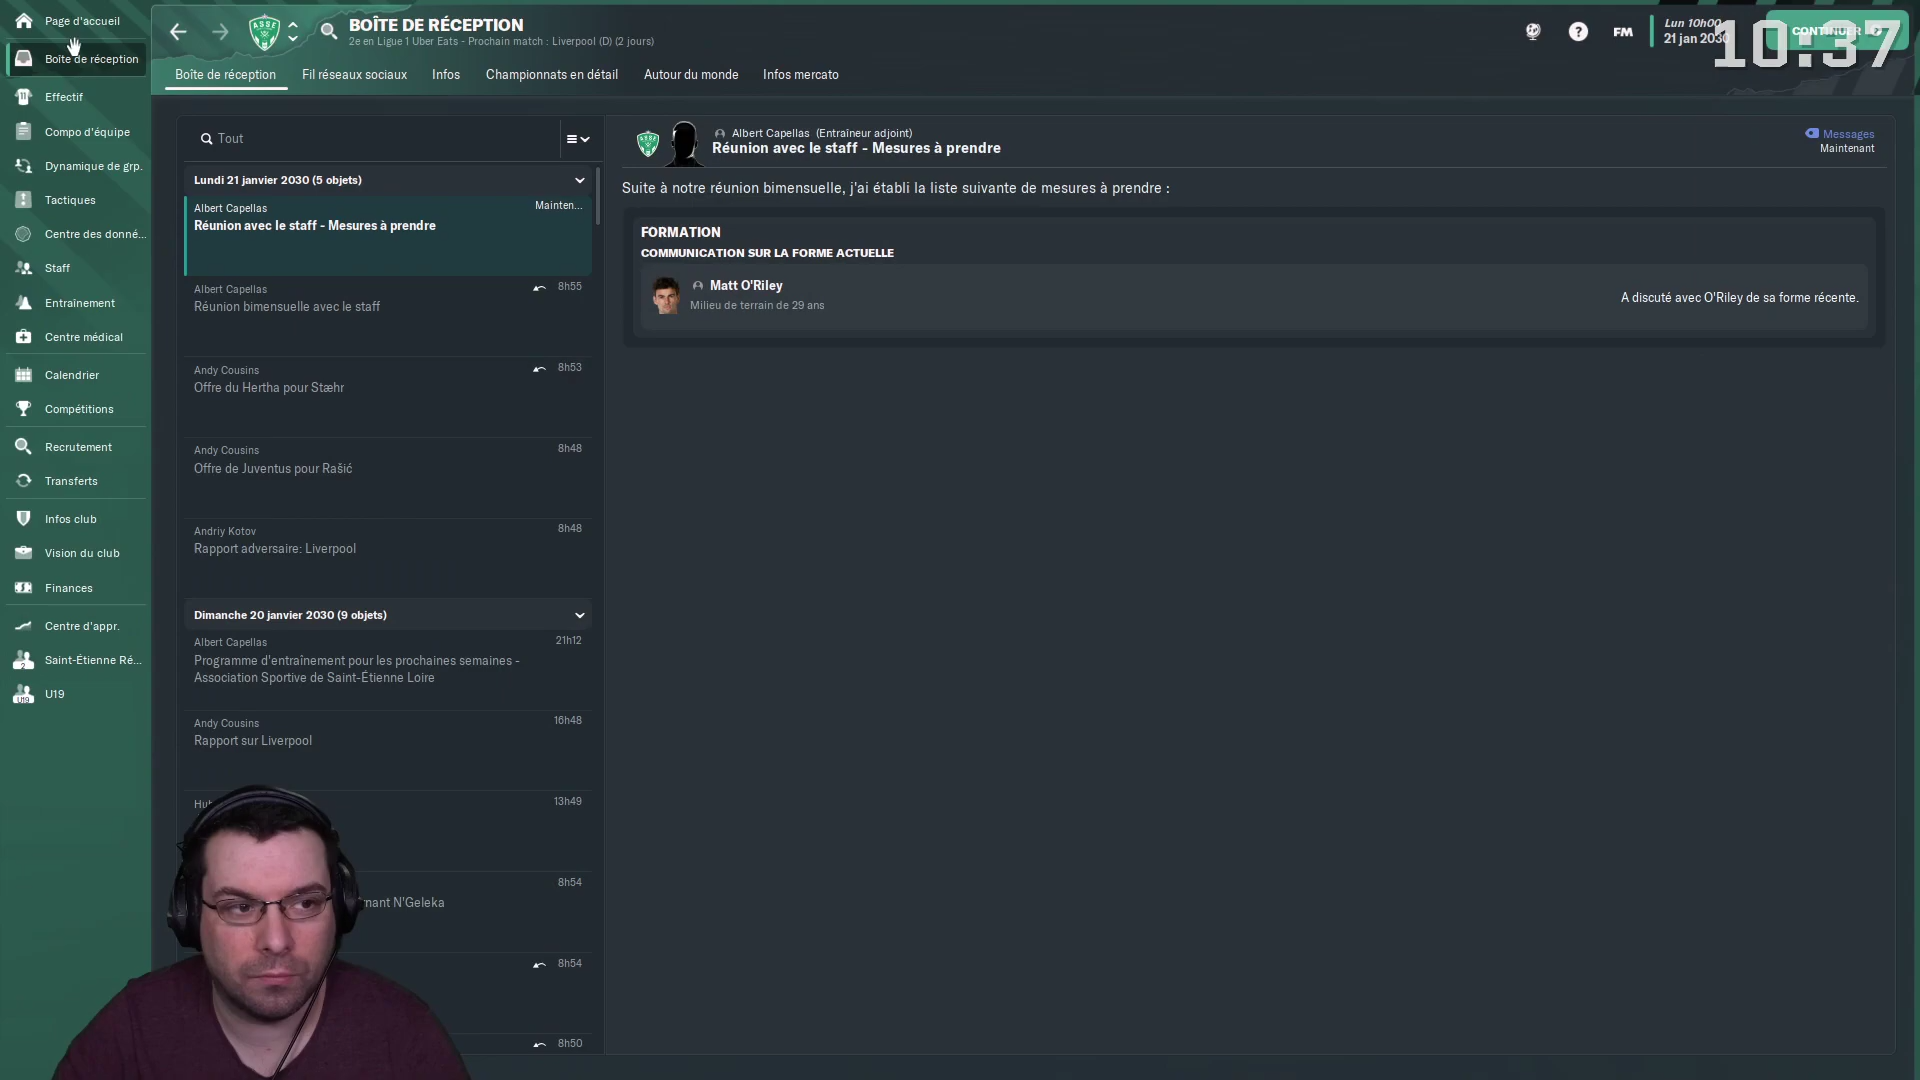 Page d'accueil
Boîte de réception
Effectif
Compo d'équipe
Dynamique de grp.
Tactiques
Centre des donné...
Staff
Entraînement
Centre médical
Calendrier
Compétitions
Recrutement
Transferts
Infos club
Vision du club
Finances
Centre d'appr.
Saint-Étienne Ré...
U19
BOÎTE DE RÉCEPTION
2e en Ligue 1 Uber Eats - Prochain match : Liverpool (D) (2 jours)
FM
Lun 10h00
21 jan 2030
CONTINUER
10:37
Boîte de réception
Fil réseaux sociaux
Infos
Championnats en détail
Autour du monde
Infos mercato
Tout
Lundi 21 janvier 2030 (5 objets)
Albert Capellas
Mainten...
Réunion avec le staff - Mesures à prendre
Albert Capellas
8h55
Réunion bimensuelle avec le staff
Andy Cousins
8h53
Offre du Hertha pour Stæhr
Andy Cousins
8h48
Offre de Juventus pour Rašić
Andriy Kotov
8h48
Rapport adversaire: Liverpool
Dimanche 20 janvier 2030 (9 objets)
Albert Capellas
21h12
Programme d'entraînement pour les prochaines semaines -
Association Sportive de Saint-Étienne Loire
Andy Cousins
16h48
Rapport sur Liverpool
13h49
8h54
nant N'Geleka
8h54
8h50
Albert Capellas (Entraîneur adjoint)
Réunion avec le staff - Mesures à prendre
Messages
Maintenant
Suite à notre réunion bimensuelle, j'ai établi la liste suivante de mesures à prendre :
FORMATION
COMMUNICATION SUR LA FORME ACTUELLE
Matt O'Riley
Milieu de terrain de 29 ans
A discuté avec O'Riley de sa forme récente.